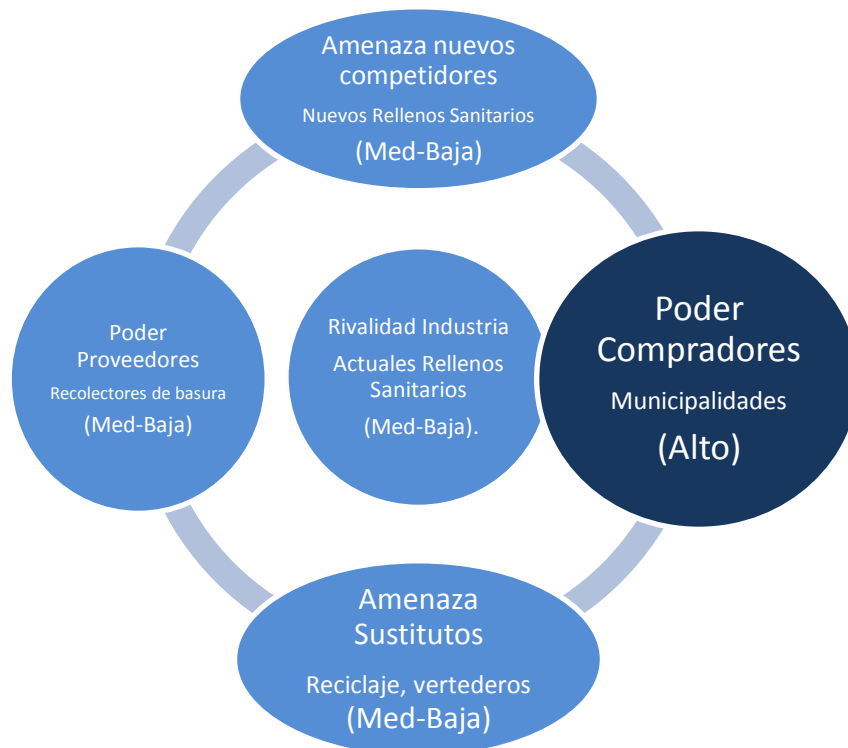 Amenaza nuevos
competidores
Nuevos Rellenos Sanitarios
(Med-Baja)
Poder
Proveedores
Recolectores de basura
(Med-Baja)
Rivalidad Industria
Actuales Rellenos
Sanitarios
(Med-Baja).
Poder
Compradores
Municipalidades
(Alto)
Amenaza
Sustitutos
Reciclaje, vertederos
(Med-Baja)